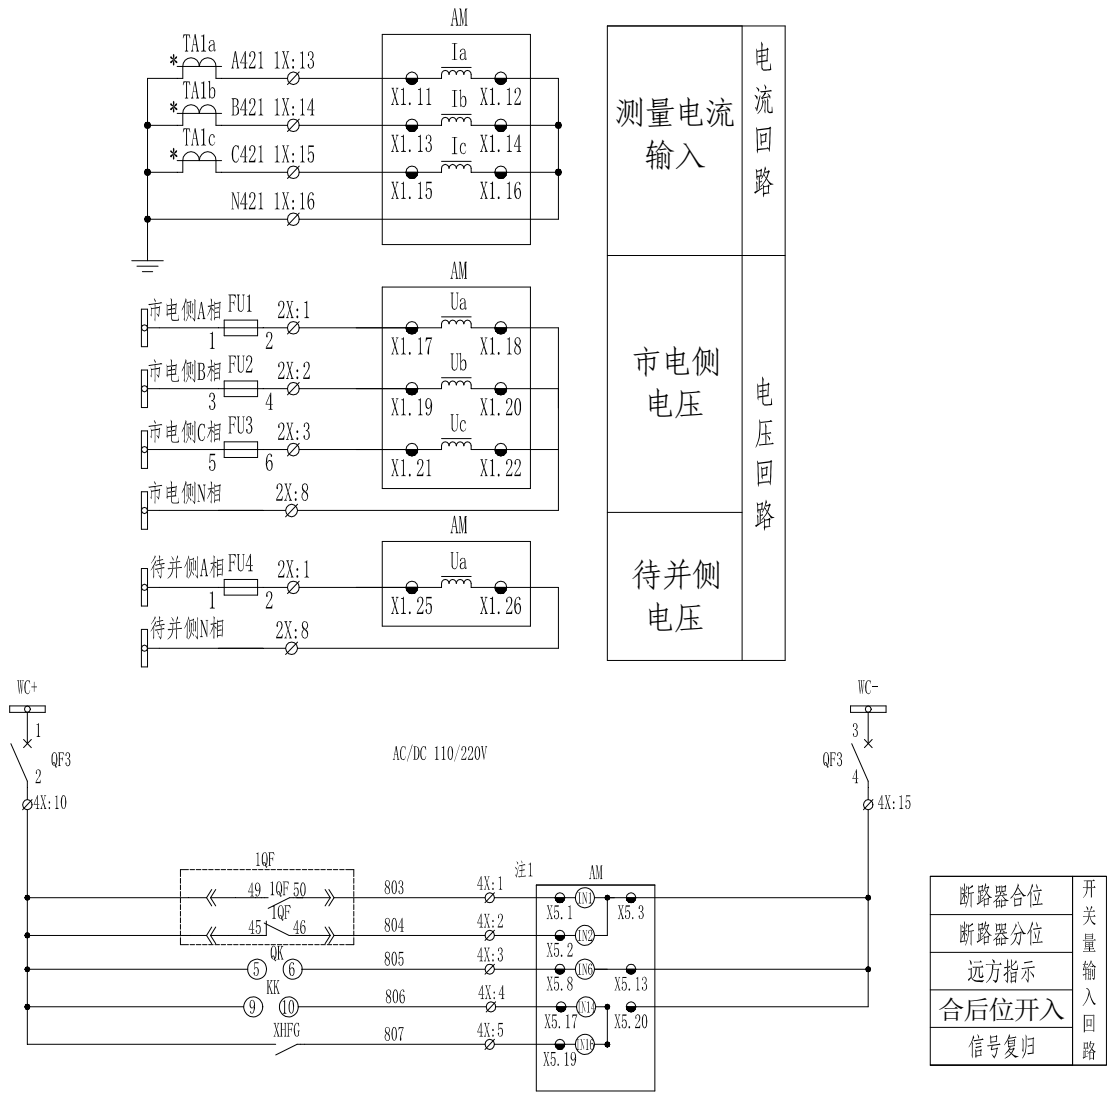 AM
TA1a
*
A421 1X:13
Ia
X1.11
X1.12
TA1b
*
B421 1X:14
Ib
X1.13
X1.14
TA1c
*
C421 1X:15
Ic
X1.15
X1.16
N421 1X:16
测量电流
输入
电流回路
AM
市电侧A相
FU1
2X:1
1
2
Ua
X1.17
X1.18
市电侧B相
FU2
2X:2
3
4
Ub
X1.19
X1.20
市电侧C相
FU3
2X:3
5
6
Uc
X1.21
X1.22
市电侧N相
2X:8
市电侧
电压
电压回路
AM
待并侧A相
FU4
2X:1
1
2
Ua
X1.25
X1.26
待并侧N相
2X:8
待并侧
电压
WC+
1
QF3
2
4X:10
AC/DC 110/220V
WC-
3
QF3
4
4X:15
1QF
49
1QF
50
803
4X:1
注1
AM
X5.1
IN1
X5.3
45
1QF
46
804
4X:2
X5.2
IN2
QK
5
6
805
4X:3
X5.8
IN6
X5.13
KK
9
10
806
4X:4
X5.17
IN14
X5.20
XHFG
807
4X:5
X5.19
IN16
断路器合位
断路器分位
远方指示
合后位开入
信号复归
开关量输入回路